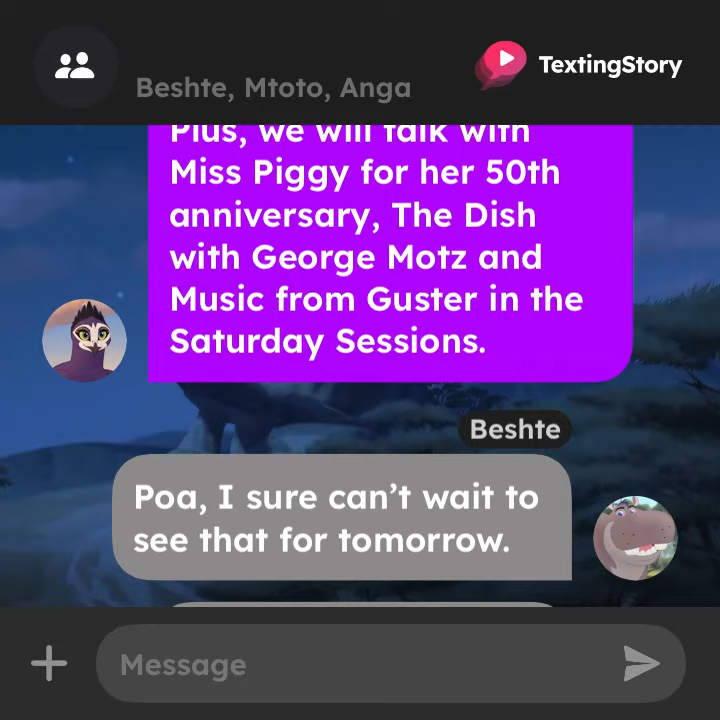 Beshte, Mtoto, Anga
TextingStory
Plus, we will talk with
Miss Piggy for her 50th
anniversary, The Dish
with George Motz and
Music from Guster in the
Saturday Sessions.
Beshte
Poa, I sure can’t wait to
see that for tomorrow.
Message